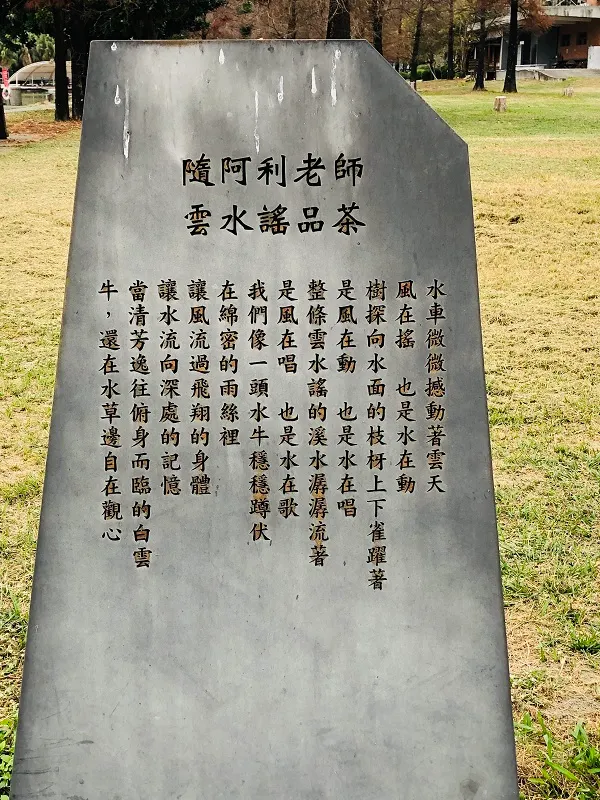 隨阿利老師
雲水謠品茶
水車微微撼動著雲天
風在搖　也是水在動
樹探向水面的枝枒上下雀躍著
是風在動　也是水在唱
整條雲水謠的溪水潺潺流著
是風在唱　也是水在歌
我們像一頭水牛穩穩蹲伏
在綿密的雨絲裡
讓風流過飛翔的身體
讓水流向深處的記憶
當清芳逸往俯身而臨的白雲
牛，還在水草邊自在觀心